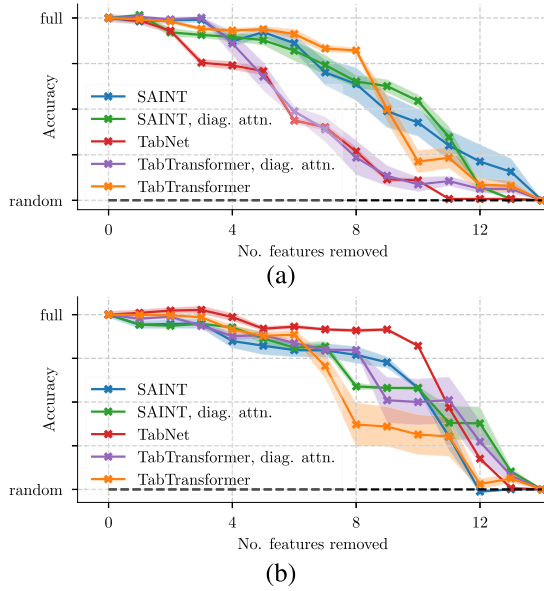 full
Accuracy
SAINT
SAINT, diag. attn.
TabNet
TabTransformer, diag. attn.
TabTransformer
random
0 4 8 12
No. features removed
(a)
full
Accuracy
SAINT
SAINT, diag. attn.
TabNet
TabTransformer, diag. attn.
TabTransformer
random
0 4 8 12
No. features removed
(b)